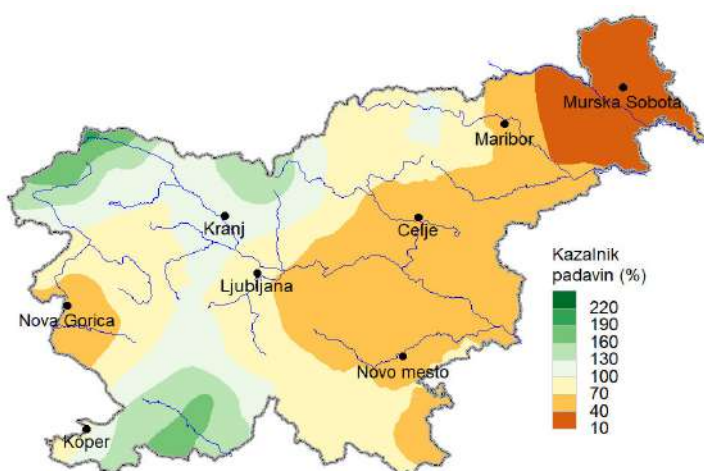 Murska Sobota
Maribor
Kranj
Celje
Ljubljana
Nova Gorica
Novo mesto
Koper
Kazalnik
padavin (%)
220
190
160
130
100
70
40
10